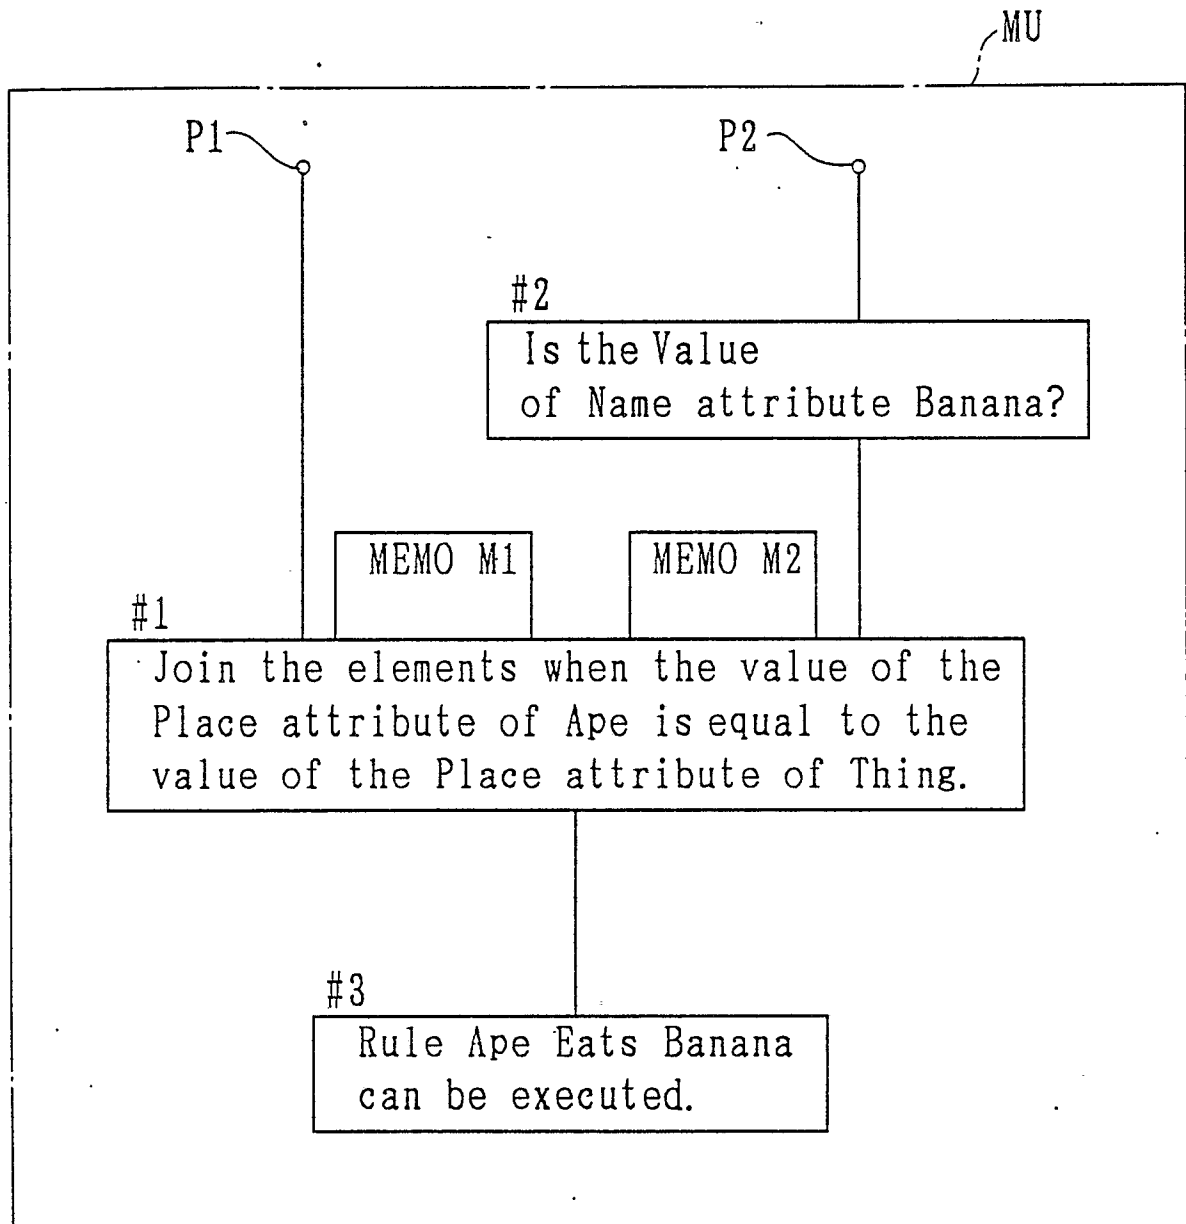 MU
P1
P2
#2
Is the Value
of Name attribute Banana?
MEMO M1
MEMO M2
#1
Join the elements when the value of the
Place attribute of Ape is equal to the
value of the Place attribute of Thing.
#3
Rule Ape Eats Banana
can be executed.